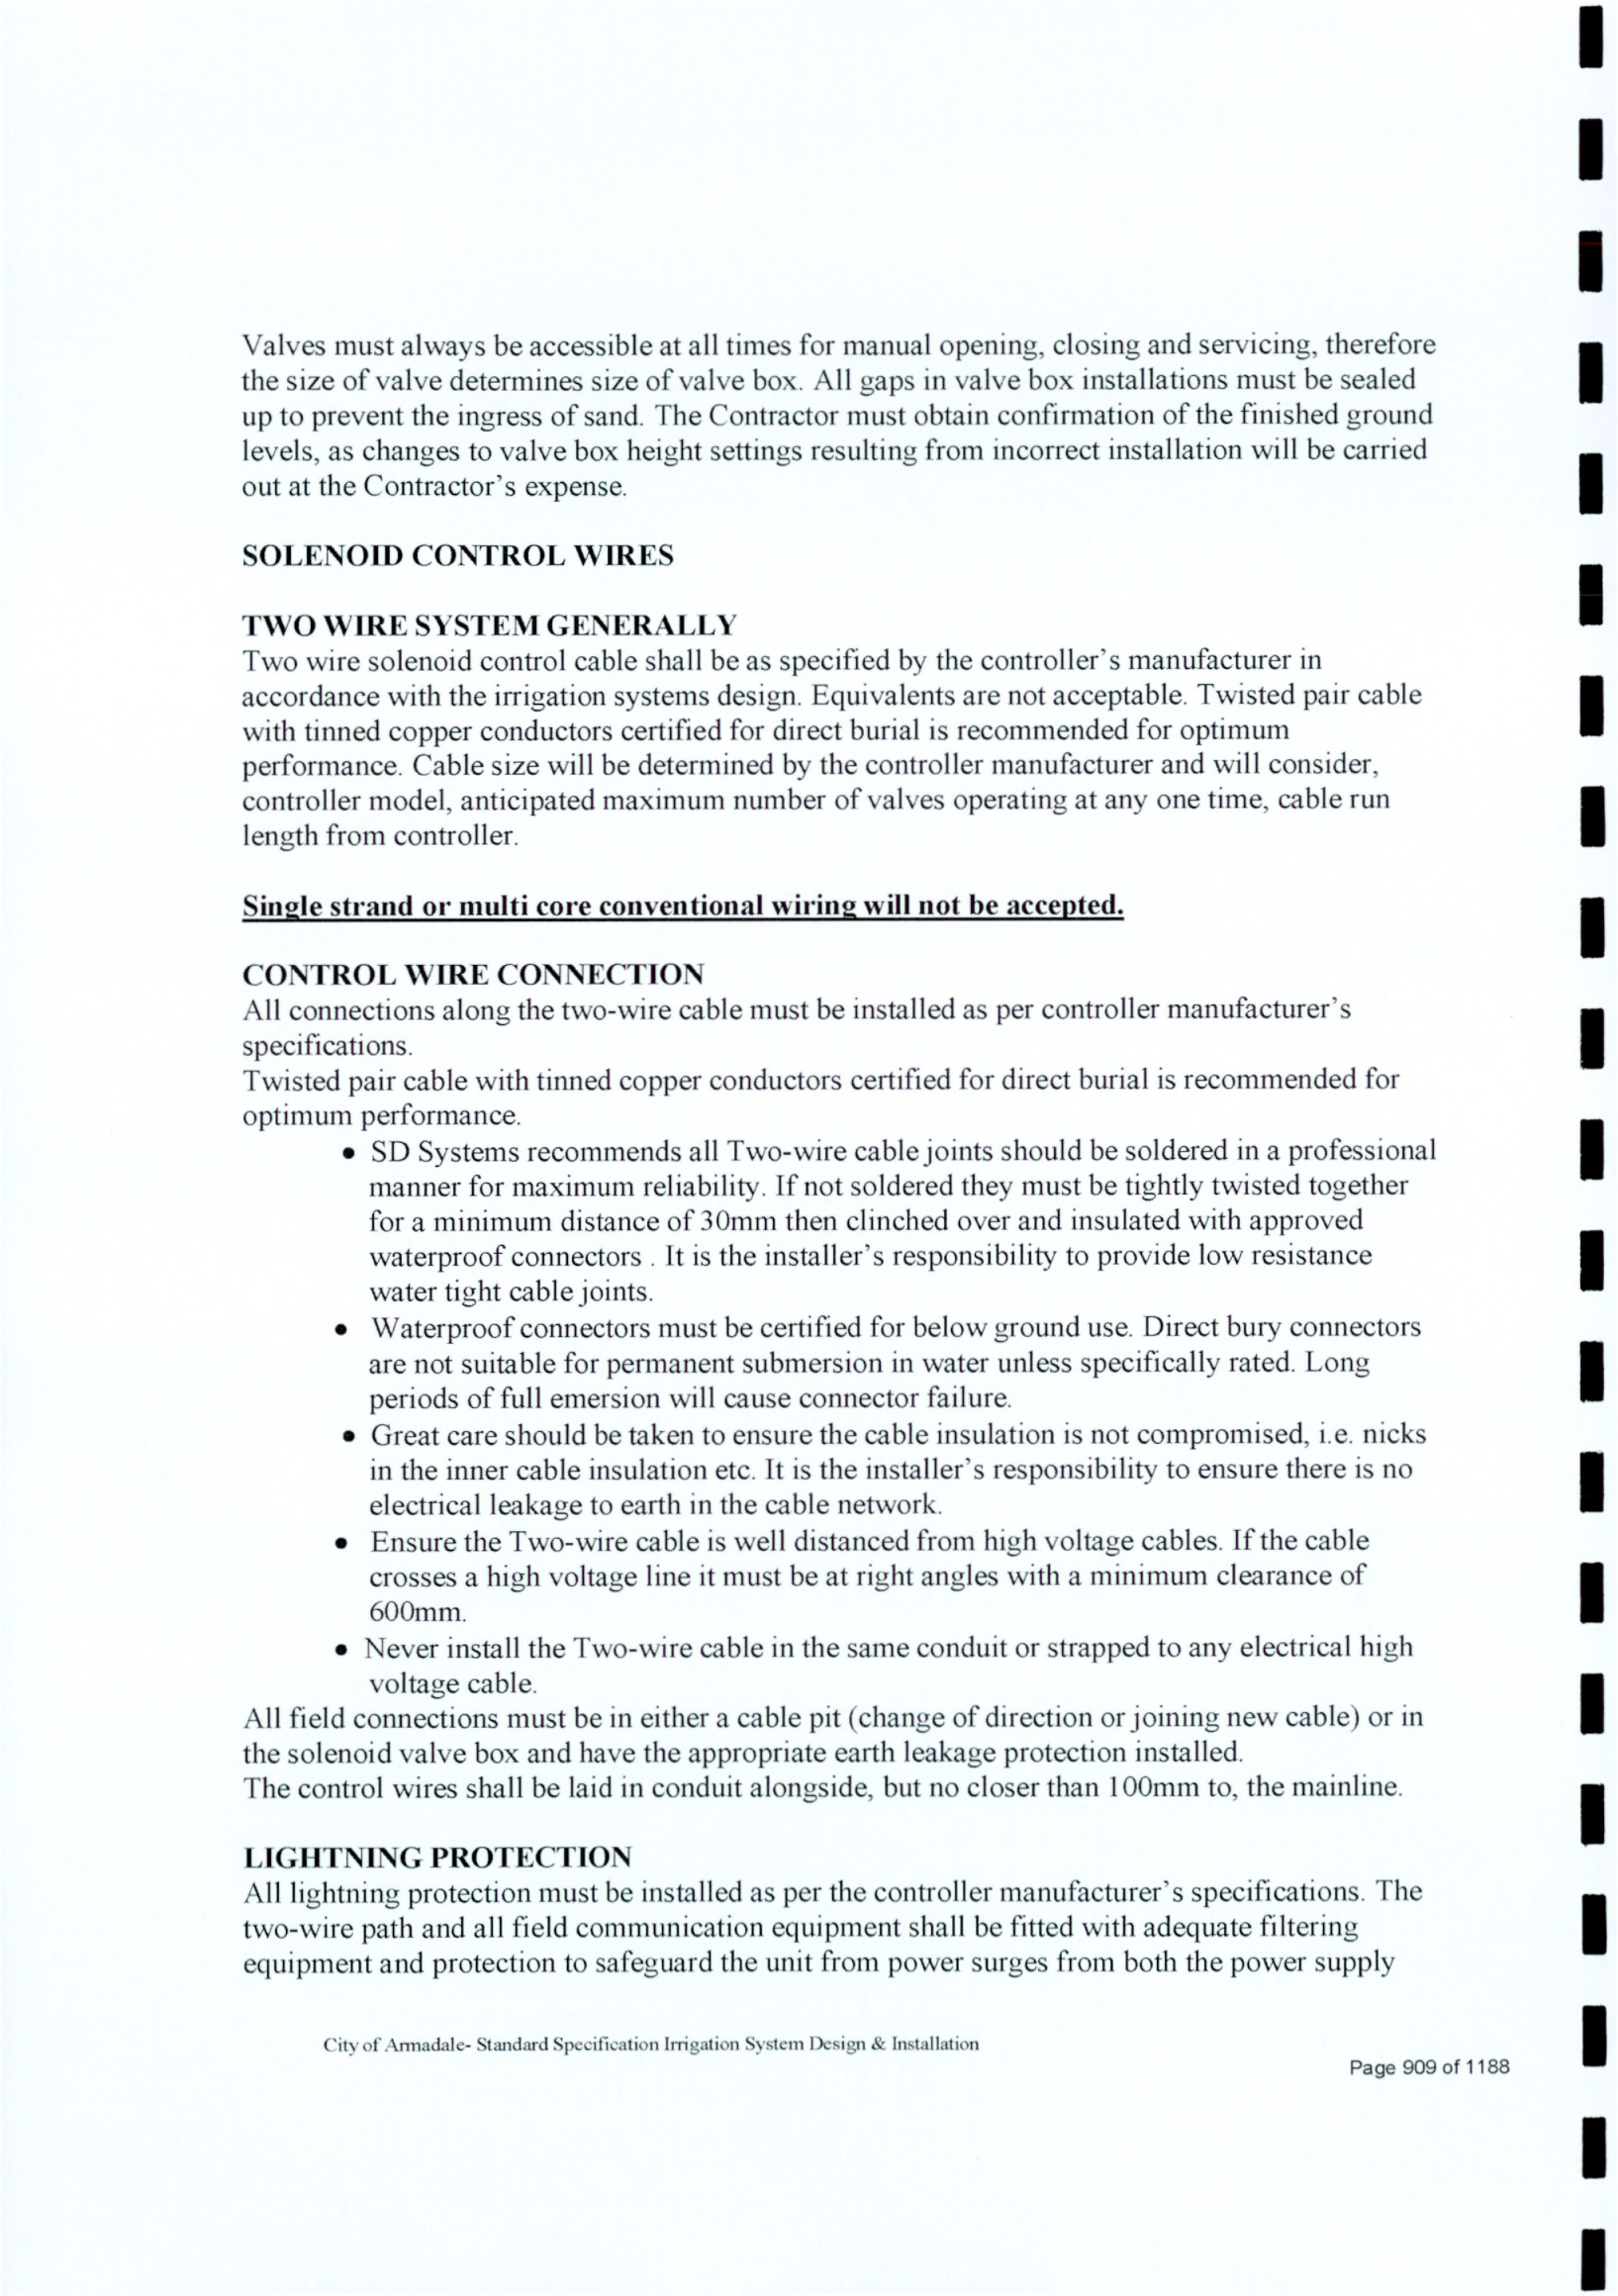 Valves must always be accessible at all times for manual opening, closing and servicing, therefore
the size of valve determines size of valve box. All gaps in valve box installations must be sealed
up to prevent the ingress of sand. The Contractor must obtain confirmation of the finished ground
levels, as changes to valve box height settings resulting from incorrect installation will be carried
out at the Contractor's expense.
SOLENOID CONTROL WIRES
TWO WIRE SYSTEM GENERALLY
Two wire solenoid control cable shall be as specified by the controller's manufacturer in
accordance with the irrigation systems design. Equivalents are not acceptable. Twisted pair cable
with tinned copper conductors certified for direct burial is recommended for optimum
performance. Cable size will be determined by the controller manufacturer and will consider,
controller model, anticipated maximum number of valves operating at any one time, cable run
length from controller.
Single strand or multi core conventional wiring will not be accepted.
CONTROL WIRE CONNECTION
All connections along the two-wire cable must be installed as per controller manufacturer's
specifications.
Twisted pair cable with tinned copper conductors certified for direct burial is recommended for
optimum performance.
• SD Systems recommends all Two-wire cable joints should be soldered in a professional
manner for maximum reliability. If not soldered they must be tightly twisted together
for a minimum distance of 30mm then clinched over and insulated with approved
waterproof connectors . It is the installer's responsibility to provide low resistance
water tight cable joints.
• Waterproof connectors must be certified for below ground use. Direct bury connectors
are not suitable for permanent submersion in water unless specifically rated. Long
periods of full emersion will cause connector failure.
• Great care should be taken to ensure the cable insulation is not compromised, i.e. nicks
in the inner cable insulation etc. It is the installer's responsibility to ensure there is no
electrical leakage to earth in the cable network.
• Ensure the Two-wire cable is well distanced from high voltage cables. If the cable
crosses a high voltage line it must be at right angles with a minimum clearance of
600mm.
• Never install the Two-wire cable in the same conduit or strapped to any electrical high
voltage cable.
All field connections must be in either a cable pit (change of direction or joining new cable) or in
the solenoid valve box and have the appropriate earth leakage protection installed.
The control wires shall be laid in conduit alongside, but no closer than 100mm to, the mainline.
LIGHTNING PROTECTION
All lightning protection must be installed as per the controller manufacturer's specifications. The
two-wire path and all field communication equipment shall be fitted with adequate filtering
equipment and protection to safeguard the unit from power surges from both the power supply
City of Armadale- Standard Specification Irrigation System Design & Installation
Page 909 of 1188